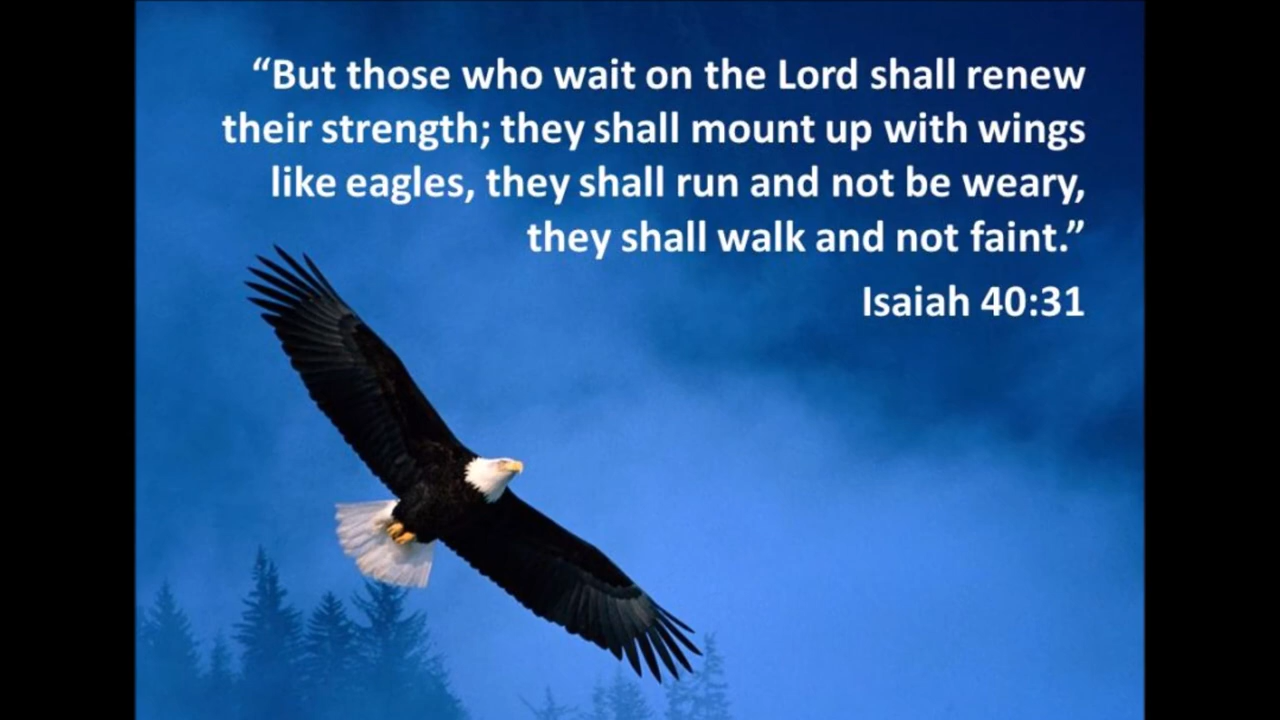 “But those who wait on the Lord shall renew
their strength; they shall mount up with wings
like eagles, they shall run and not be weary,
they shall walk and not faint.”
Isaiah 40:31